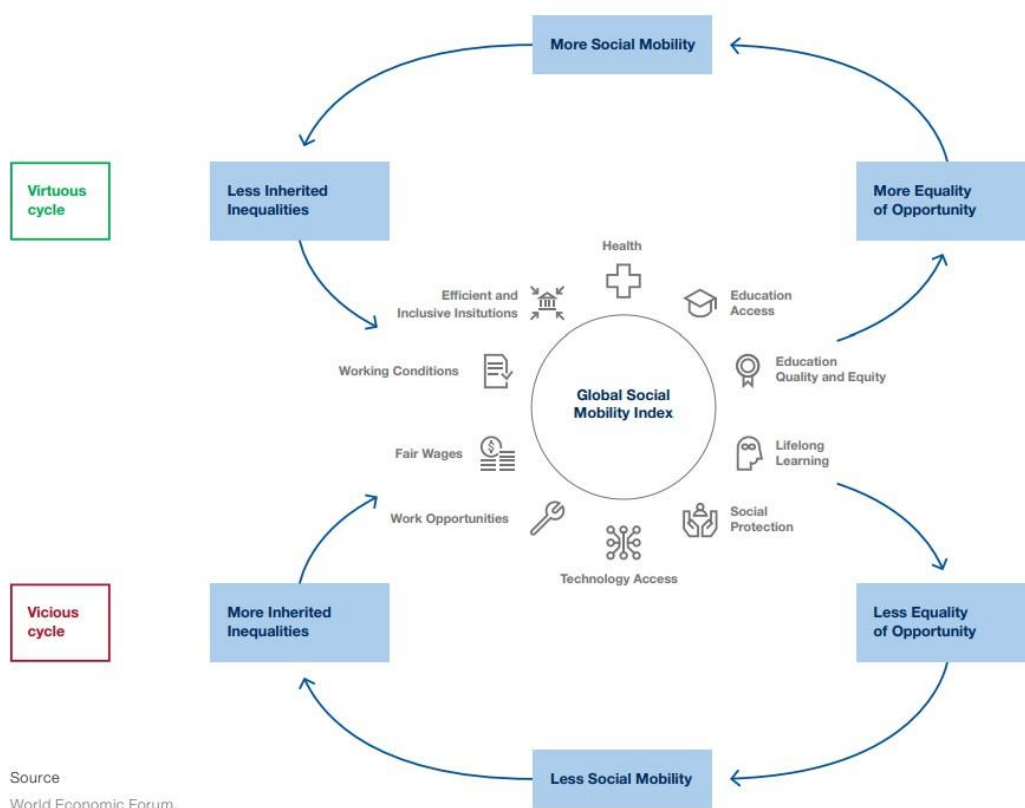 More Social Mobility
Virtuous
cycle
Less Inherited
Inequalities
More Equality
of Opportunity
Health
Efficient and
Inclusive Insitutions
Education
Access
Working Conditions
Education
Quality and Equity
Global Social
Mobility Index
Fair Wages
Lifelong
Learning
Work Opportunities
Social
Protection
Technology Access
Vicious
cycle
More Inherited
Inequalities
Less Equality
of Opportunity
Less Social Mobility
Source
World Economic Forum.